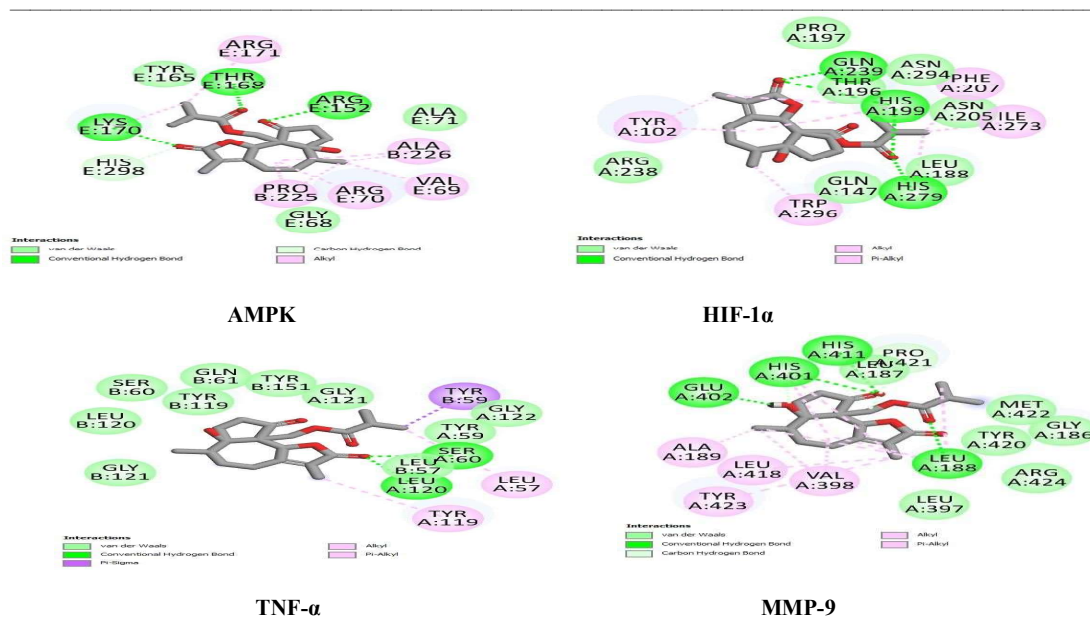 ARG
E:171
TYR
E:165
THR
E:168
ARG
E:152
ALA
E:71
LYS
E:170
HIS
E:298
ALA
B:226
VAL
E:69
PRO
B:225
ARG
E:70
GLY
E:68
Interactions
van der Waals
Conventional Hydrogen Bond
Carbon Hydrogen Bond
Alkyl
AMPK
PRO
A:197
GLN
A:239
ASN
A:294
THR
A:196
PHE
A:207
HIS
A:199
ASN
A:205
ILE
A:273
TYR
A:102
ARG
A:238
LEU
A:188
GLN
A:147
HIS
A:279
TRP
A:296
Interactions
van der Waals
Conventional Hydrogen Bond
Alkyl
Pi-Alkyl
HIF-1α
GLN
B:61
SER
B:60
TYR
B:119
TYR
B:151
GLY
A:121
TYR
B:59
LEU
B:120
GLY
A:122
TYR
A:59
SER
A:60
GLY
B:121
LEU
B:57
LEU
A:120
LEU
A:57
TYR
A:119
Interactions
van der Waals
Conventional Hydrogen Bond
Pi-Sigma
Alkyl
Pi-Alkyl
TNF-α
HIS
A:411
PRO
A:421
HIS
A:401
LEU
A:187
GLU
A:402
MET
A:422
GLY
A:186
TYR
A:420
ALA
A:189
LEU
A:418
VAL
A:398
LEU
A:188
ARG
A:424
TYR
A:423
LEU
A:397
Interactions
van der Waals
Conventional Hydrogen Bond
Carbon Hydrogen Bond
Alkyl
Pi-Alkyl
MMP-9